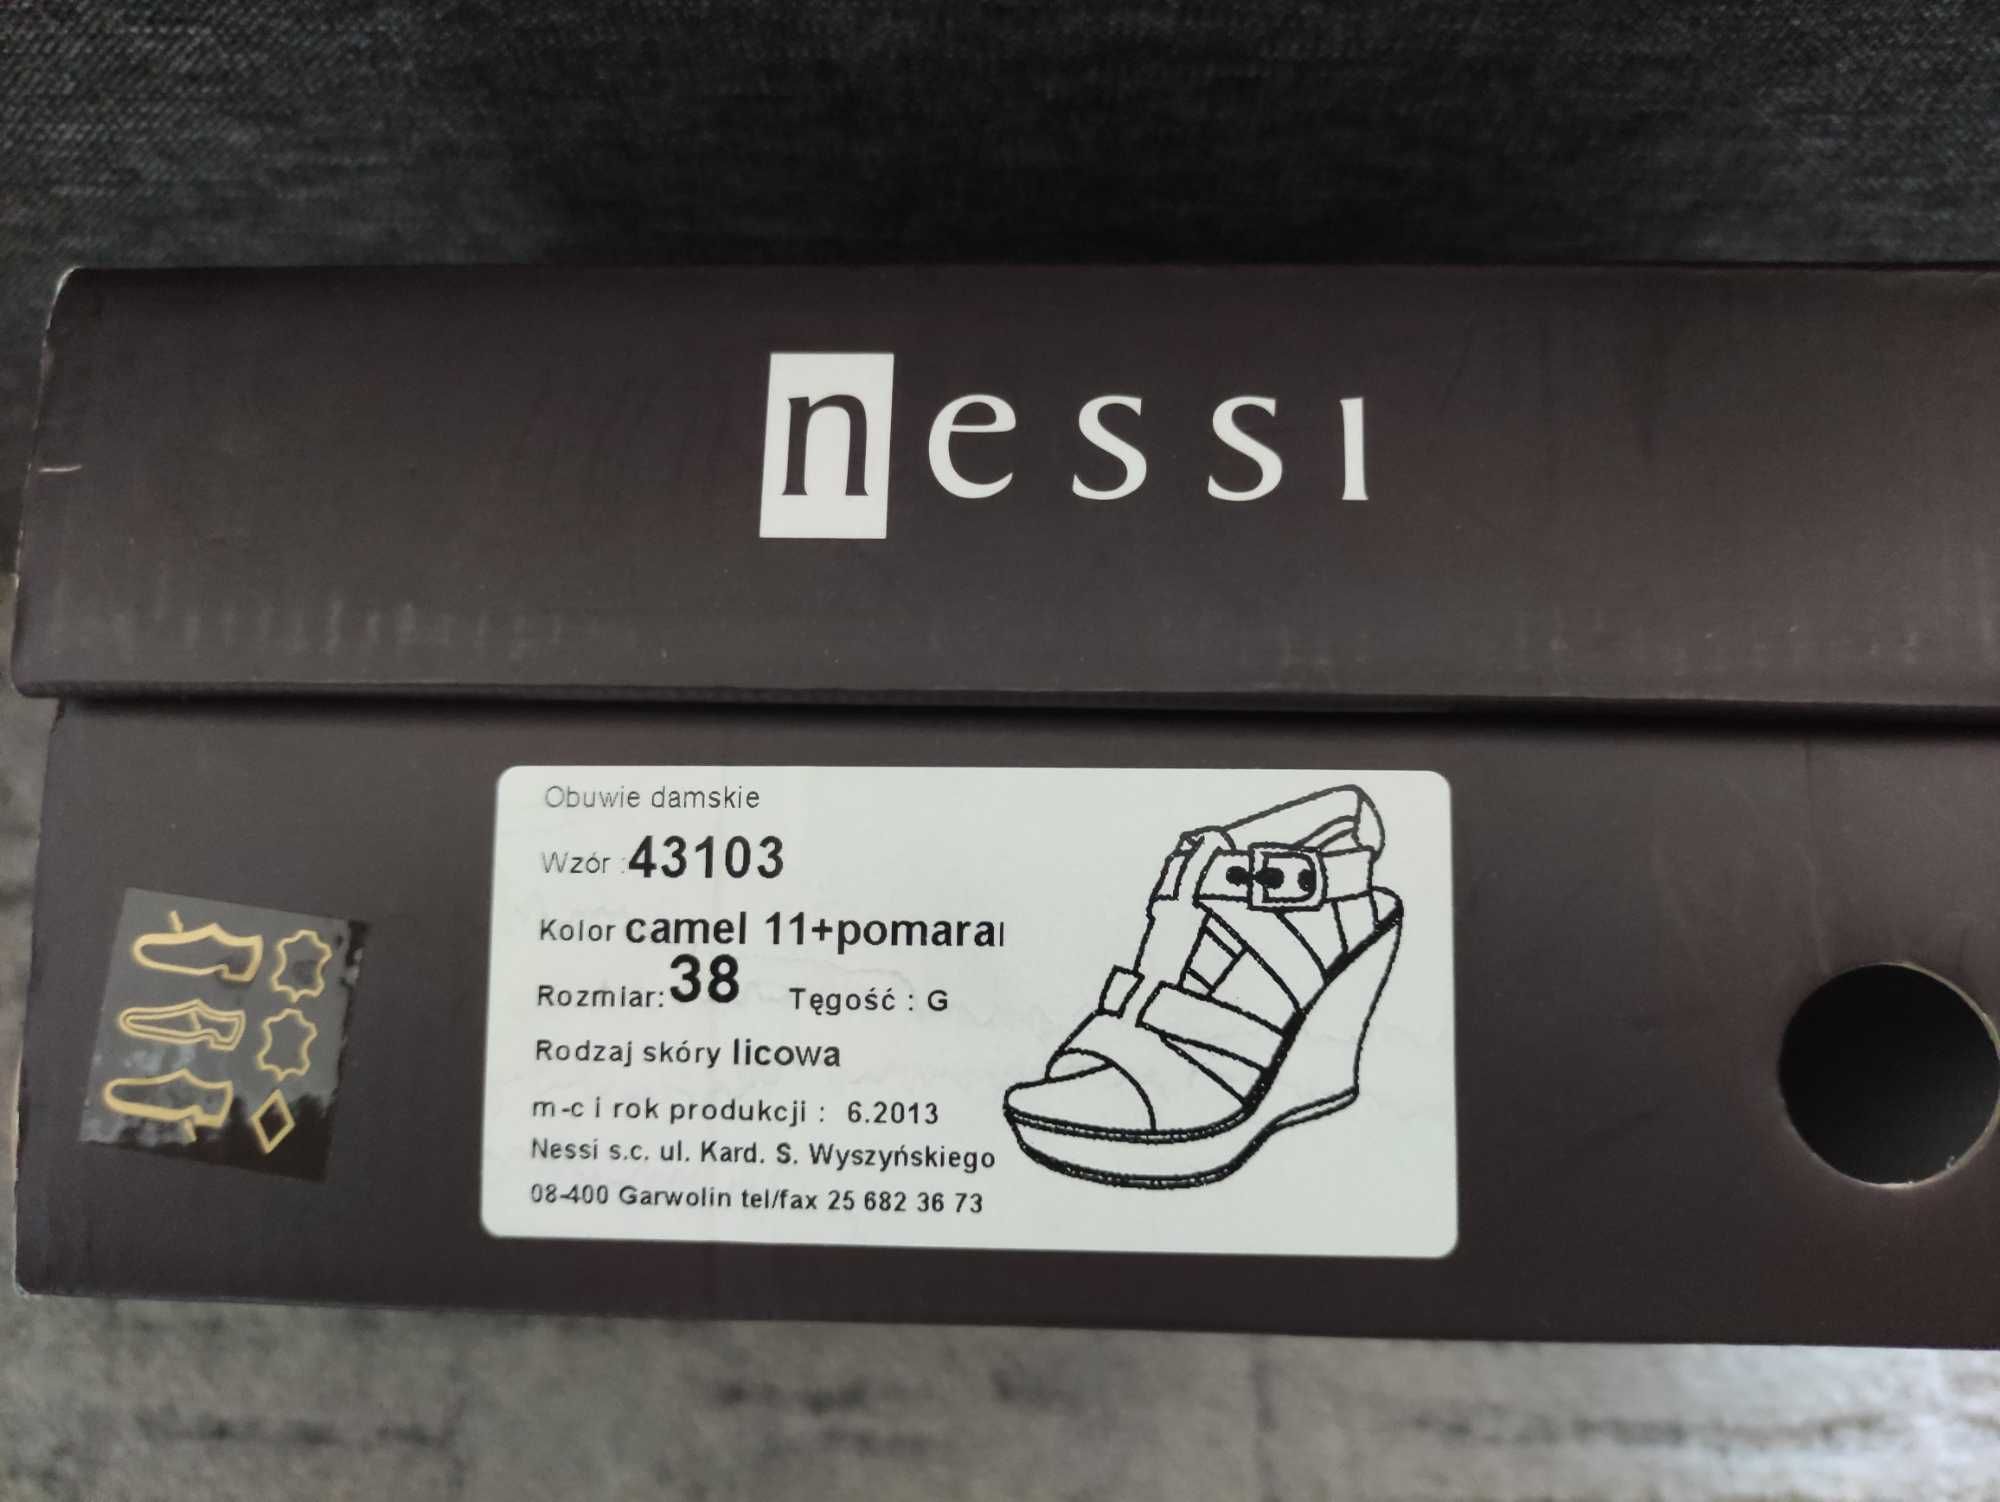 nessi
Obuwie damskie
Wzór : 43103
Kolor camel 11+pomaral
Rozmiar: 38 Tęgość : G
Rodzaj skóry licowa
m-c i rok produkcji : 6.2013
Nessi s.c. ul. Kard. S. Wyszyńskiego
08-400 Garwolin tel/fax 25 682 36 73